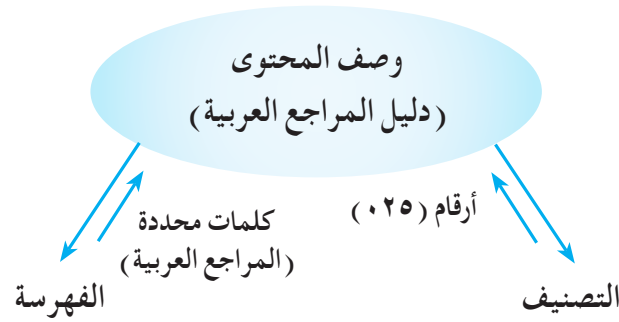 وصف المحتوى
(دليل المراجع العربية)
أرقام (٠٢٥)
كلمات محددة
(المراجع العربية)
التصنيف
الفهرسة